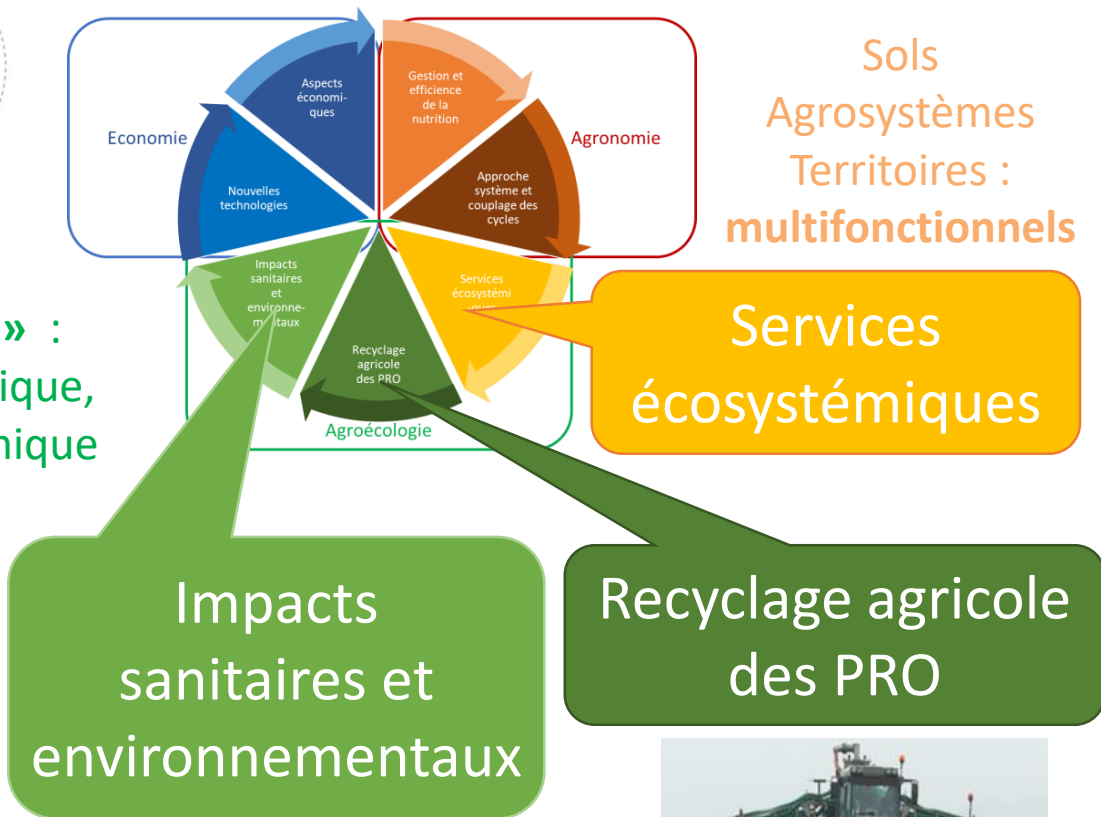 Economie
Agronomie
Agroécologie
Aspects
économi-
ques
Gestion et
efficience
de la
nutrition
Approche
système et
couplage des
cycles
Services
écosystémi
Recyclage
agricole
des PRO
Impacts
sanitaires
et
environne-
mentaux
Nouvelles
technologies
Sols
Agrosystèmes
Territoires :
multifonctionnels
» :
ique,
nique
Services
écosystémiques
Impacts
sanitaires et
environnementaux
Recyclage agricole
des PRO